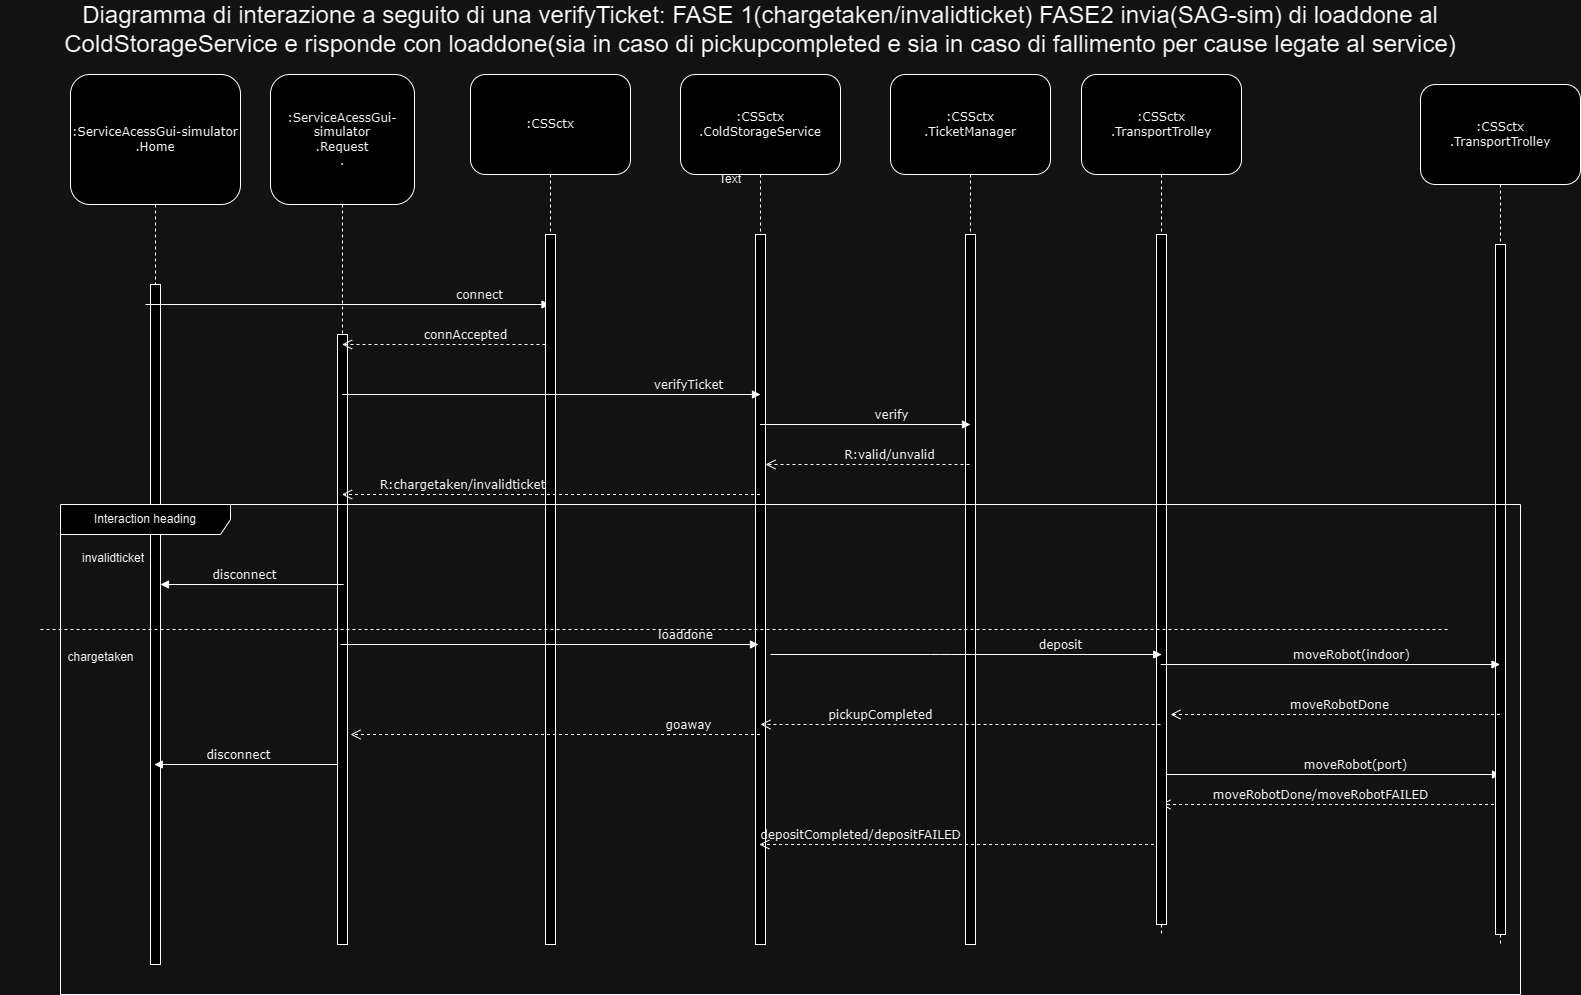 Diagramma di interazione a seguito di una verifyTicket: FASE 1(chargetaken/invalidticket) FASE2 invia(SAG-sim) di loaddone al
ColdStorageService e risponde con loaddone(sia in caso di pickupcompleted e sia in caso di fallimento per cause legate al service)
:ServiceAcessGui-simulator
.Home
:ServiceAcessGui-
simulator
.Request
.
:CSSctx
:CSSctx
.ColdStorageService
:CSSctx
.TicketManager
:CSSctx
.TransportTrolley
:CSSctx
.TransportTrolley
Text
connect
connAccepted
verifyTicket
verify
R:valid/unvalid
R:chargetaken/invalidticket
Interaction heading
invalidticket
disconnect
loaddone
deposit
chargetaken
moveRobot(indoor)
moveRobotDone
pickupCompleted
goaway
disconnect
moveRobot(port)
moveRobotDone/moveRobotFAILED
depositCompleted/depositFAILED